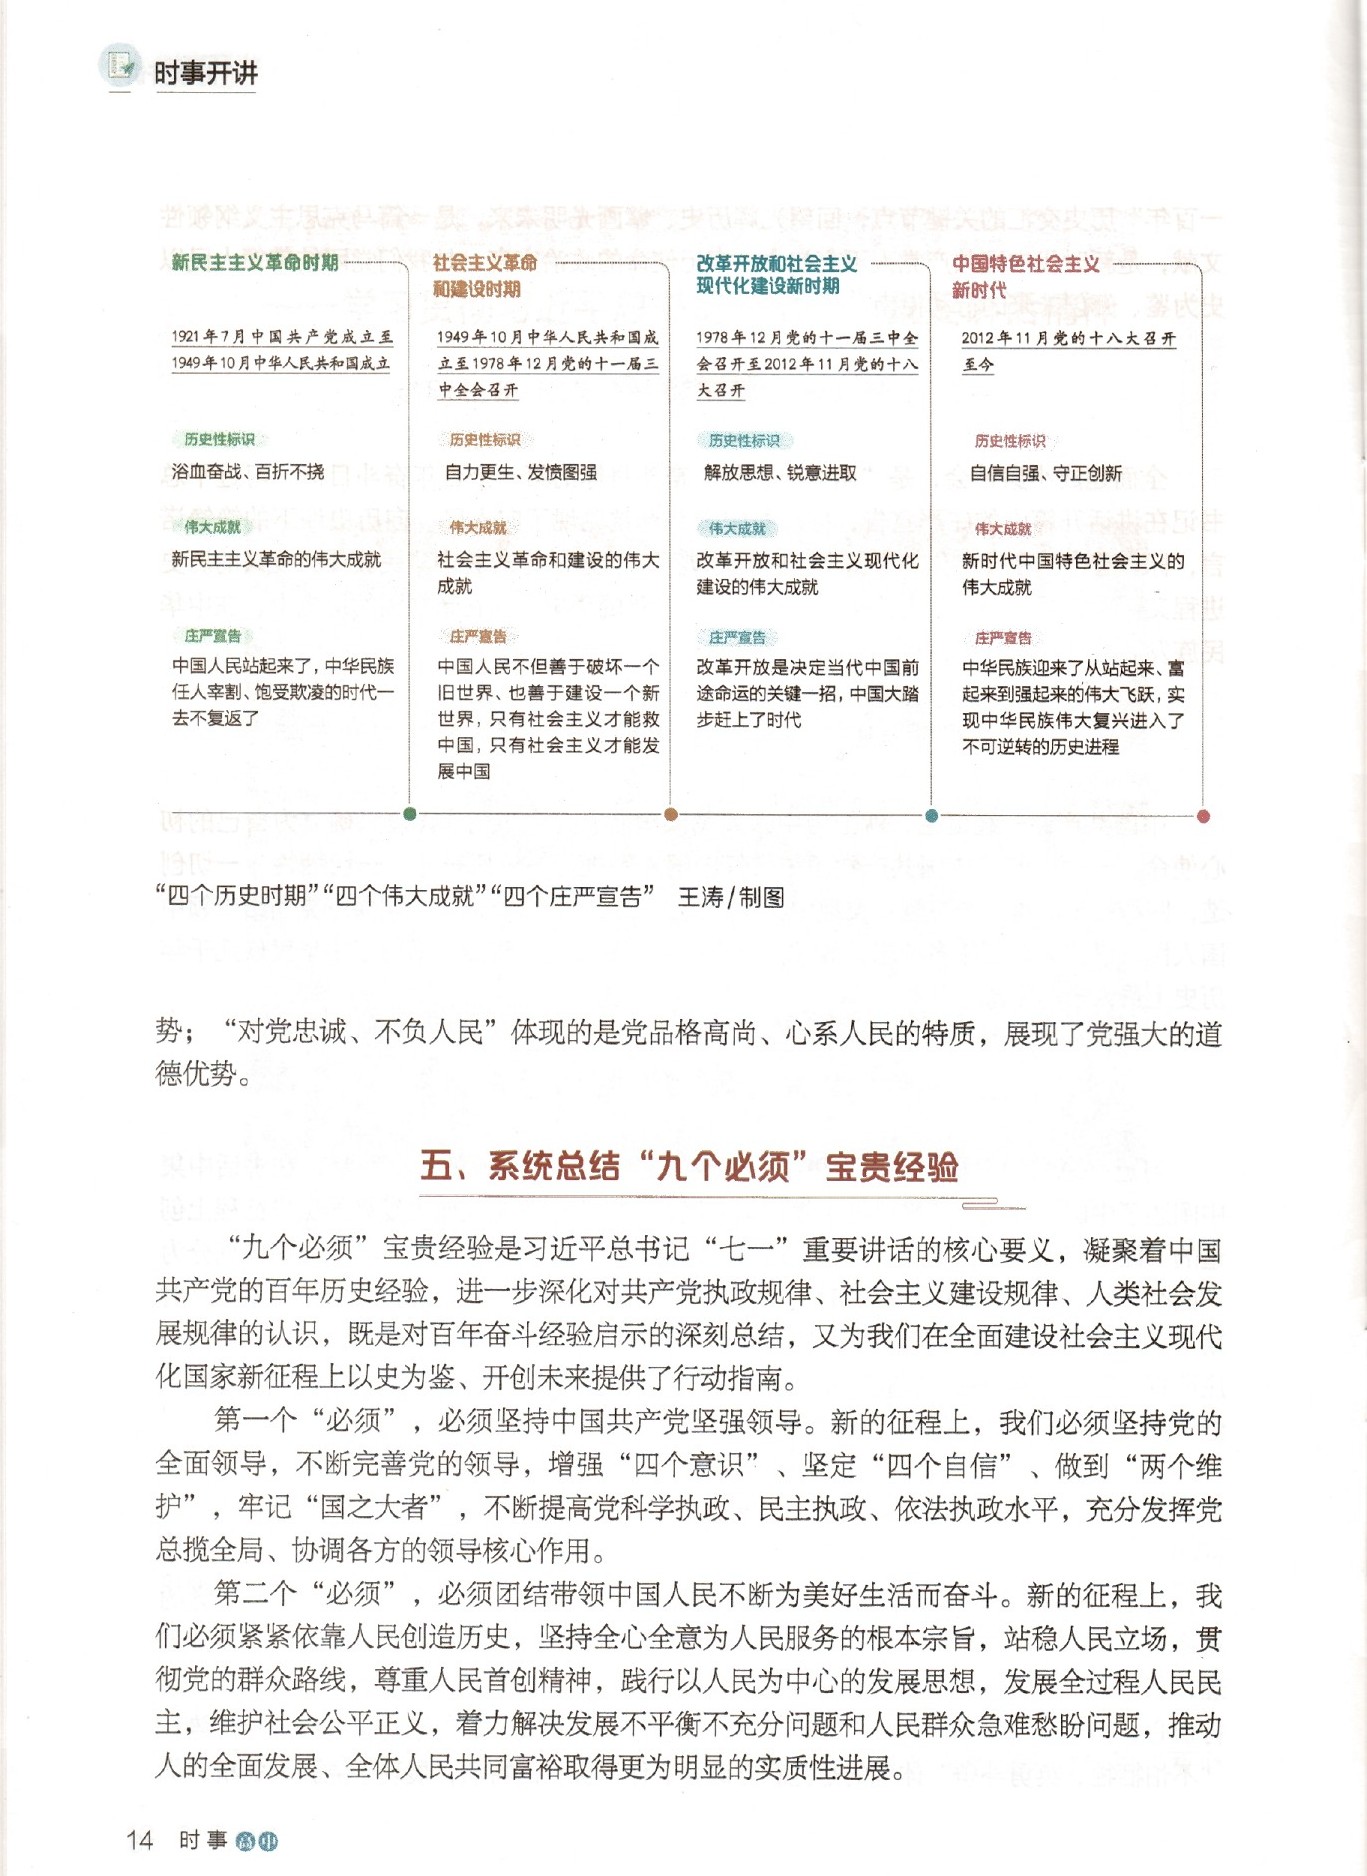 时事开讲
新民主主义革命时期
1921年7月中国共产党成立至
1949年10月中华人民共和国成立
历史性标识
浴血奋战、百折不挠
伟大成就
新民主主义革命的伟大成就
庄严宣告
中国人民站起来了，中华民族
任人宰割、饱受欺凌的时代一
去不复返了
社会主义革命
和建设时期
1949年10月中华人民共和国成
立至1978年12月党的十一届三
中全会召开
历史性标识
自力更生、发愤图强
伟大成就
社会主义革命和建设的伟大
成就
庄严宣告
中国人民不但善于破坏一个
旧世界、也善于建设一个新
世界，只有社会主义才能救
中国，只有社会主义才能发
展中国
改革开放和社会主义
现代化建设新时期
1978年12月党的十一届三中全
会召开至2012年11月党的十八
大召开
历史性标识
解放思想、锐意进取
伟大成就
改革开放和社会主义现代化
建设的伟大成就
庄严宣告
改革开放是决定当代中国前
途命运的关键一招，中国大踏
步赶上了时代
中国特色社会主义
新时代
2012年11月党的十八大召开
至今
历史性标识
自信自强、守正创新
伟大成就
新时代中国特色社会主义的
伟大成就
庄严宣告
中华民族迎来了从站起来、富
起来到强起来的伟大飞跃，实
现中华民族伟大复兴进入了
不可逆转的历史进程
“四个历史时期”“四个伟大成就”“四个庄严宣告” 王涛/制图
势；“对党忠诚、不负人民”体现的是党品格高尚、心系人民的特质，展现了党强大的道
德优势。
五、系统总结“九个必须”宝贵经验
“九个必须”宝贵经验是习近平总书记“七一”重要讲话的核心要义，凝聚着中国
共产党的百年历史经验，进一步深化对共产党执政规律、社会主义建设规律、人类社会发
展规律的认识，既是对百年奋斗经验启示的深刻总结，又为我们在全面建设社会主义现代
化国家新征程上以史为鉴、开创未来提供了行动指南。
第一个“必须”，必须坚持中国共产党坚强领导。新的征程上，我们必须坚持党的
全面领导，不断完善党的领导，增强“四个意识”、坚定“四个自信”、做到“两个维
护”，牢记“国之大者”，不断提高党科学执政、民主执政、依法执政水平，充分发挥党
总揽全局、协调各方的领导核心作用。
第二个“必须”，必须团结带领中国人民不断为美好生活而奋斗。新的征程上，我
们必须紧紧依靠人民创造历史，坚持全心全意为人民服务的根本宗旨，站稳人民立场，贯
彻党的群众路线，尊重人民首创精神，践行以人民为中心的发展思想，发展全过程人民民
主，维护社会公平正义，着力解决发展不平衡不充分问题和人民群众急难愁盼问题，推动
人的全面发展、全体人民共同富裕取得更为明显的实质性进展。
14 时事 高中